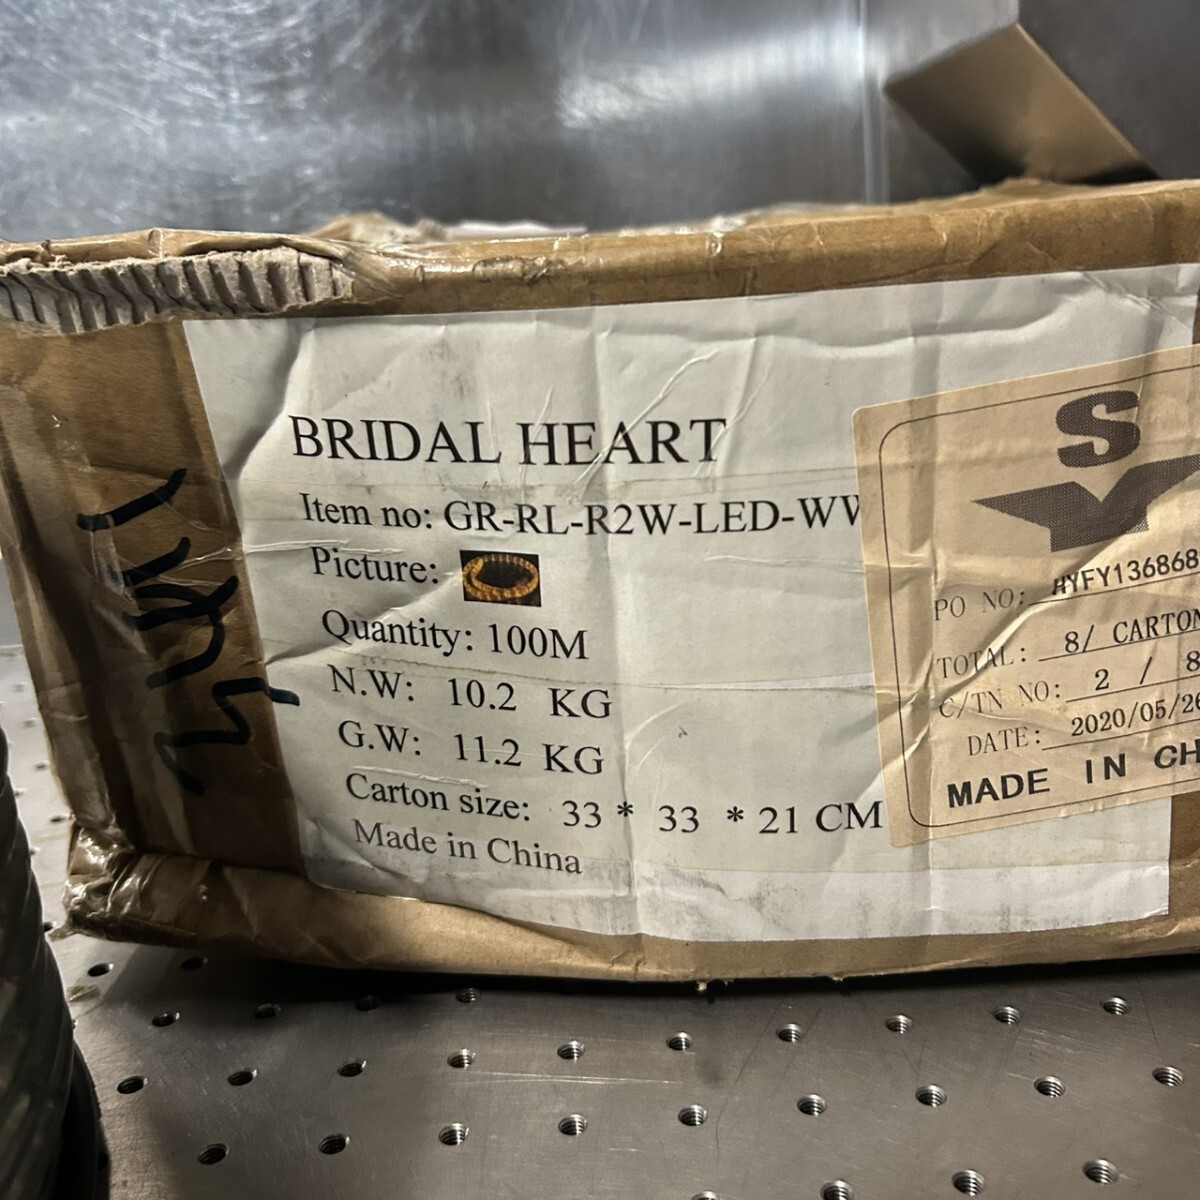 BRIDAL HEART
Item no: GR-RL-R2W-LED-WW
Picture:
Quantity: 100M
N.W: 10.2 KG
G.W: 11.2 KG
Carton size: 33 * 33 * 21 CM
Made in China
S
PO NO: HYFY136868
TOTAL: 8/ CARTON
C/TN NO: 2 / 8
DATE: 2020/05/26
MADE IN CH